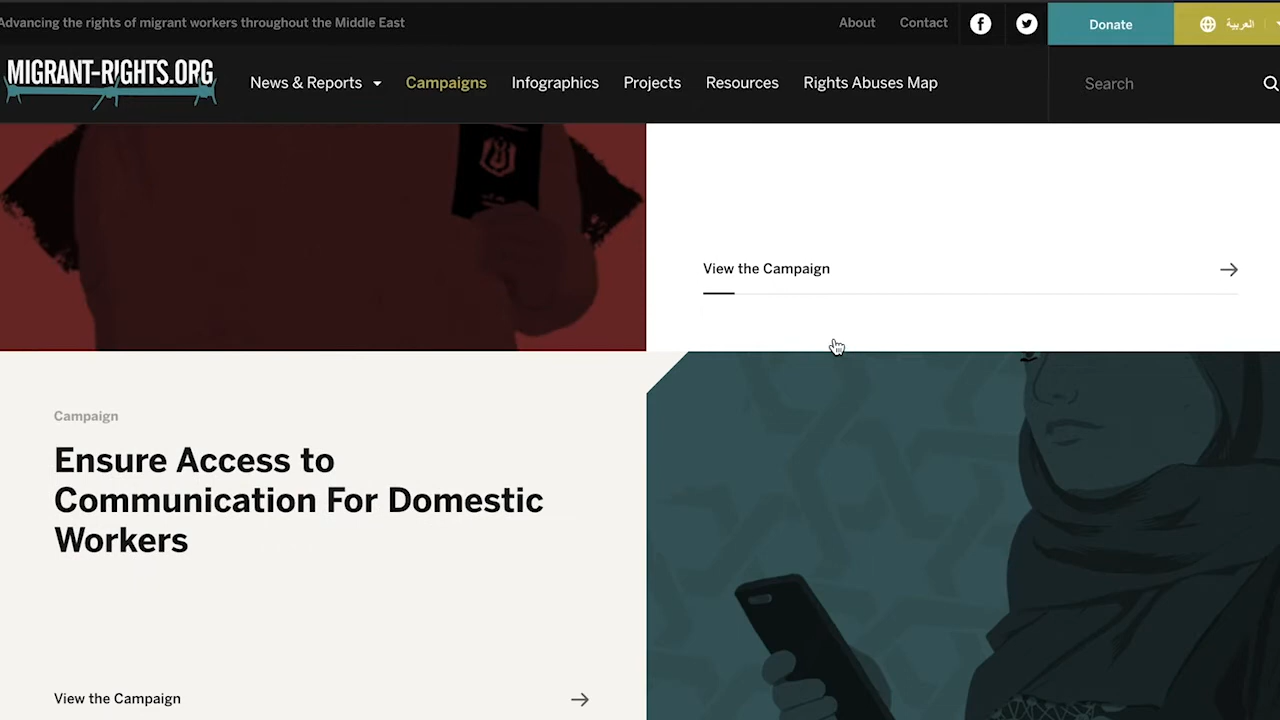 Advancing the rights of migrant workers throughout the Middle East
About
Contact
Donate
العربية
MIGRANT-RIGHTS.ORG
News & Reports
Campaigns
Infographics
Projects
Resources
Rights Abuses Map
Search
View the Campaign
Campaign
Ensure Access to
Communication For Domestic
Workers
View the Campaign